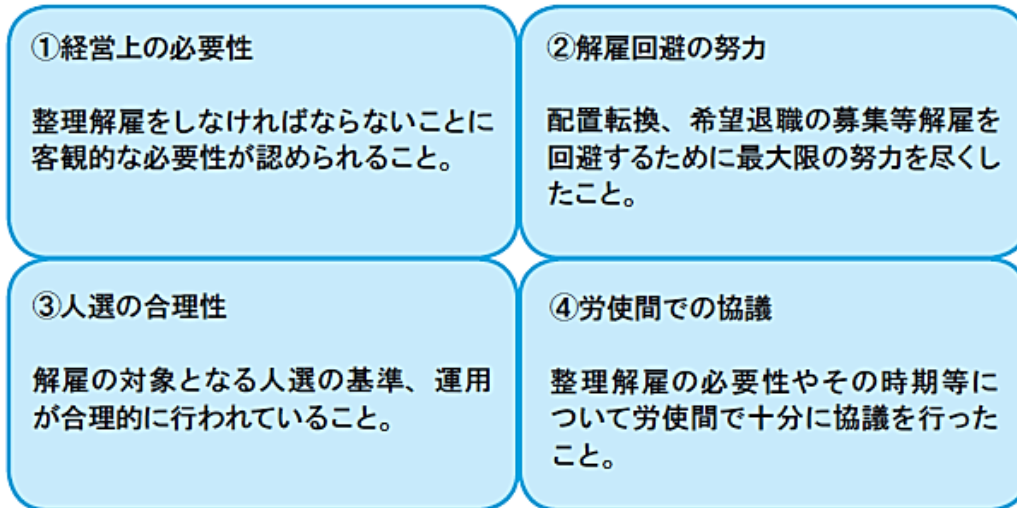 ①経営上の必要性
整理解雇をしなければならないことに
客観的な必要性が認められること。
②解雇回避の努力
配置転換、希望退職の募集等解雇を
回避するために最大限の努力を尽くし
たこと。
③人選の合理性
解雇の対象となる人選の基準、運用
が合理的に行われていること。
④労使間での協議
整理解雇の必要性やその時期等に
ついて労使間で十分に協議を行った
こと。